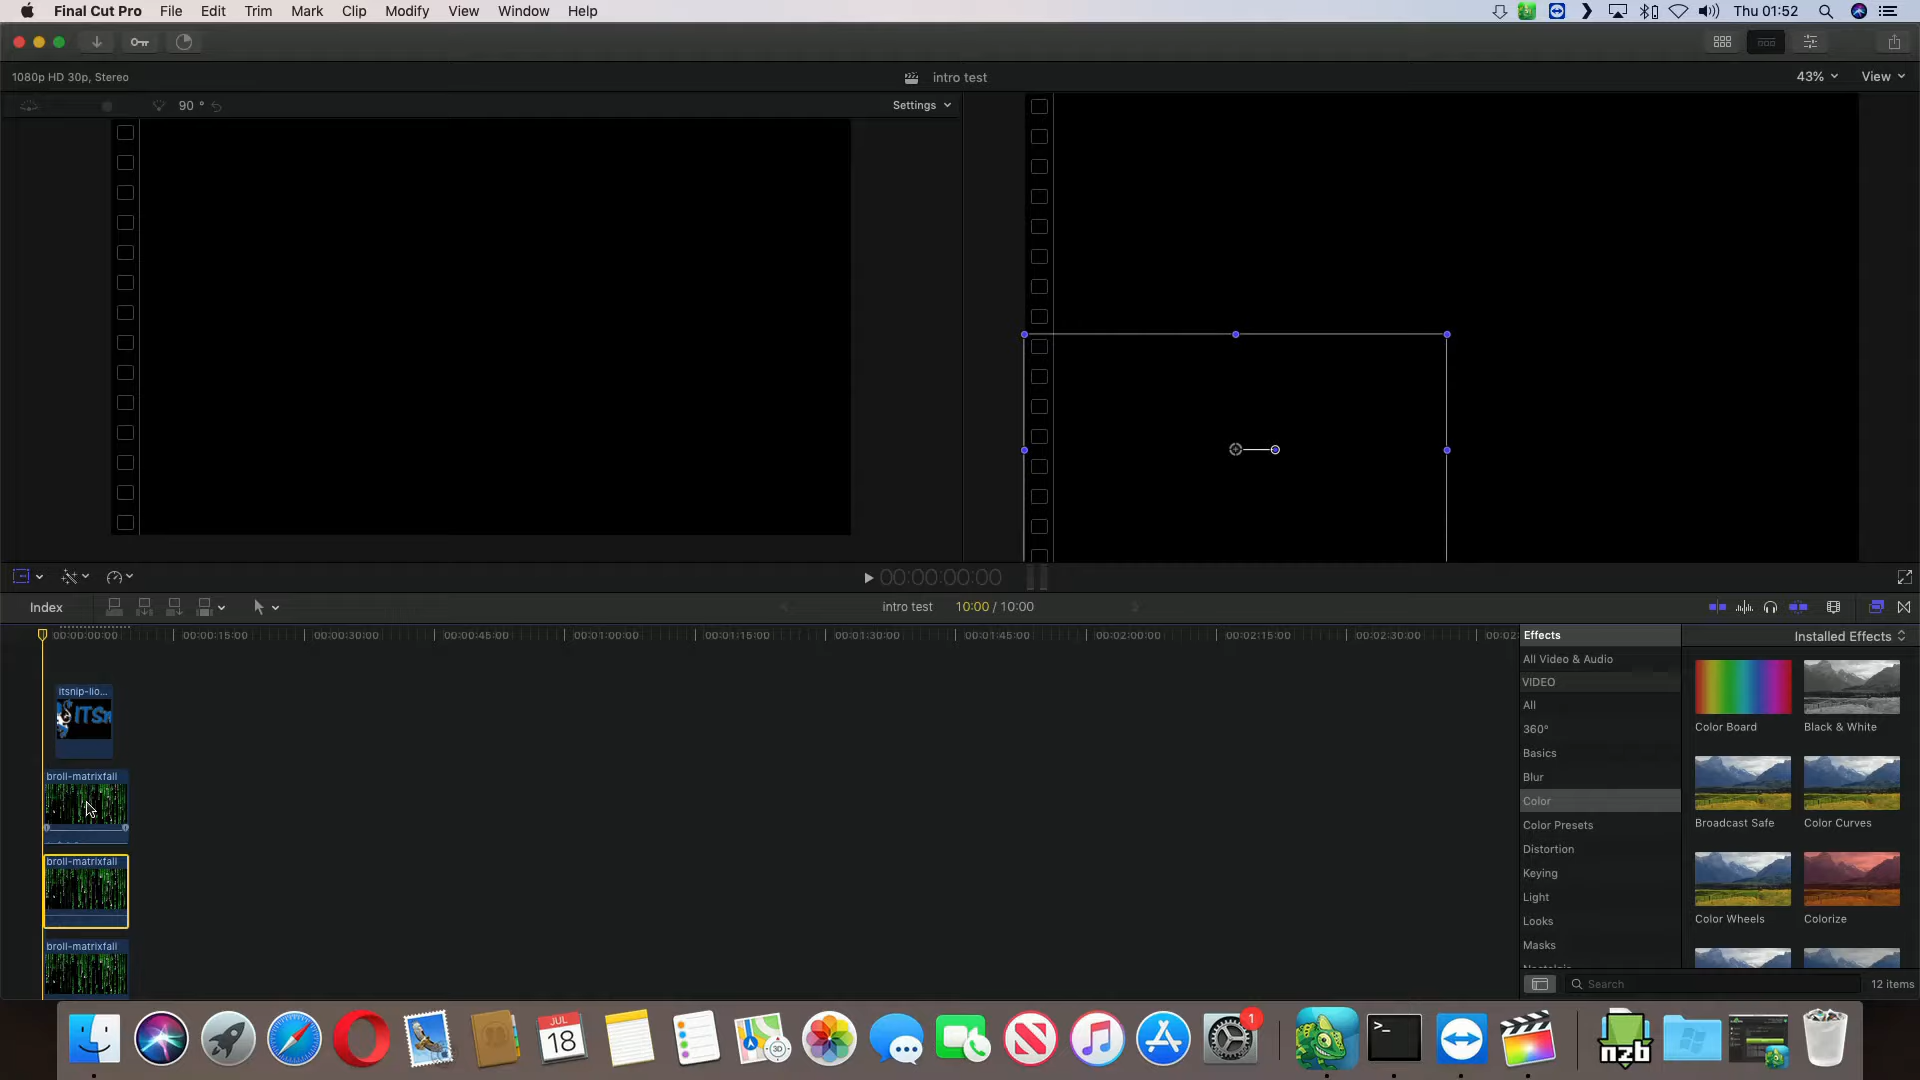 Final Cut Pro File Edit Trim Mark Clip Modify View Window Help Thu 01:52
1080p HD 30p, Stereo intro test 43% View
90 ° Settings
00:00:00:00
Index intro test 10:00 / 10:00
00:00:00:00 00:00:15:00 00:00:30:00 00:00:45:00 00:01:00:00 00:01:15:00 00:01:30:00 00:01:45:00 00:02:00:00 00:02:15:00 00:02:30:00 00:02:
Effects Installed Effects
All Video & Audio
VIDEO
All
360°
Basics
Blur
Color
Color Presets
Distortion
Keying
Light
Looks
Masks
Color Board Black & White
Broadcast Safe Color Curves
Color Wheels Colorize
Search 12 items
itsnip-lio...
ITSn
broll-matrixfall
broll-matrixfall
broll-matrixfall
JUL
18
3D
1
>_
nzb